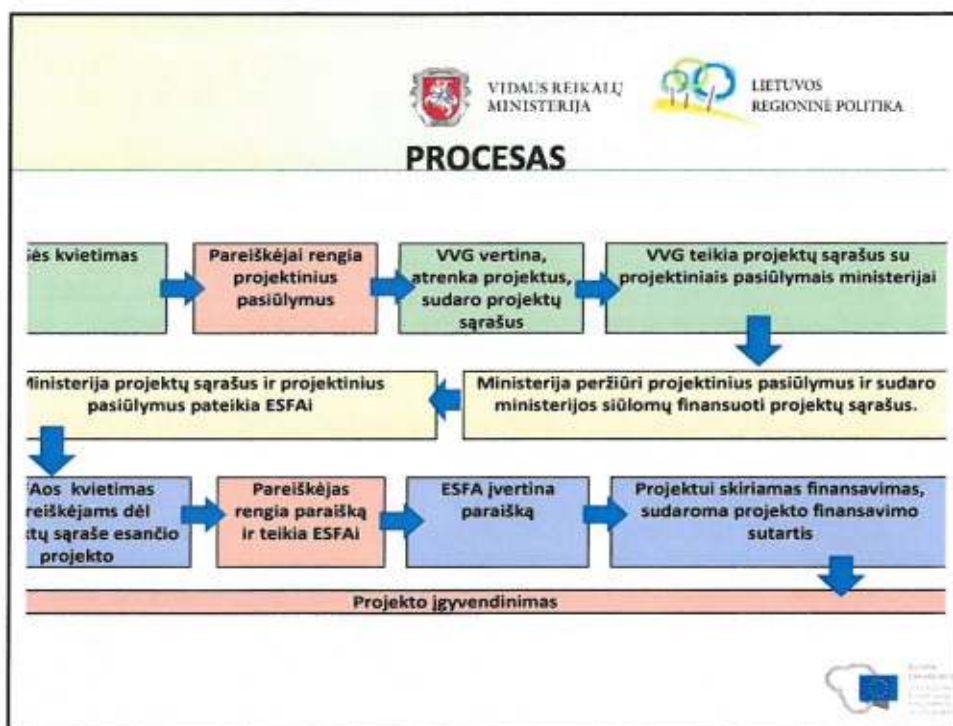 VIDAUS REIKALŲ
MINISTERIJA
LIETUVOS
REGIONINĖ POLITIKA
PROCESAS
kvietimas
Pareiškėjai rengia
projektinius
pasiūlymus
VVG vertina,
atrenka projektus,
sudaro projektų
sąrašus
VVG teikia projektų sąrašus su
projektiniais pasiūlymais ministerijai
Ministerija projektų sąrašus ir projektinius
pasiūlymus pateikia ESFAi
Ministerija peržiūri projektinius pasiūlymus ir sudaro
ministerijos siūlomų finansuoti projektų sąrašus.
kvietimas
dėl
sąraše esančio
projekto
Pareiškėjas
rengia paraišką
ir teikia ESFAi
ESFA įvertina
paraišką
Projektui skiriamas finansavimas,
sudaroma projekto finansavimo
sutartis
Projekto įgyvendinimas